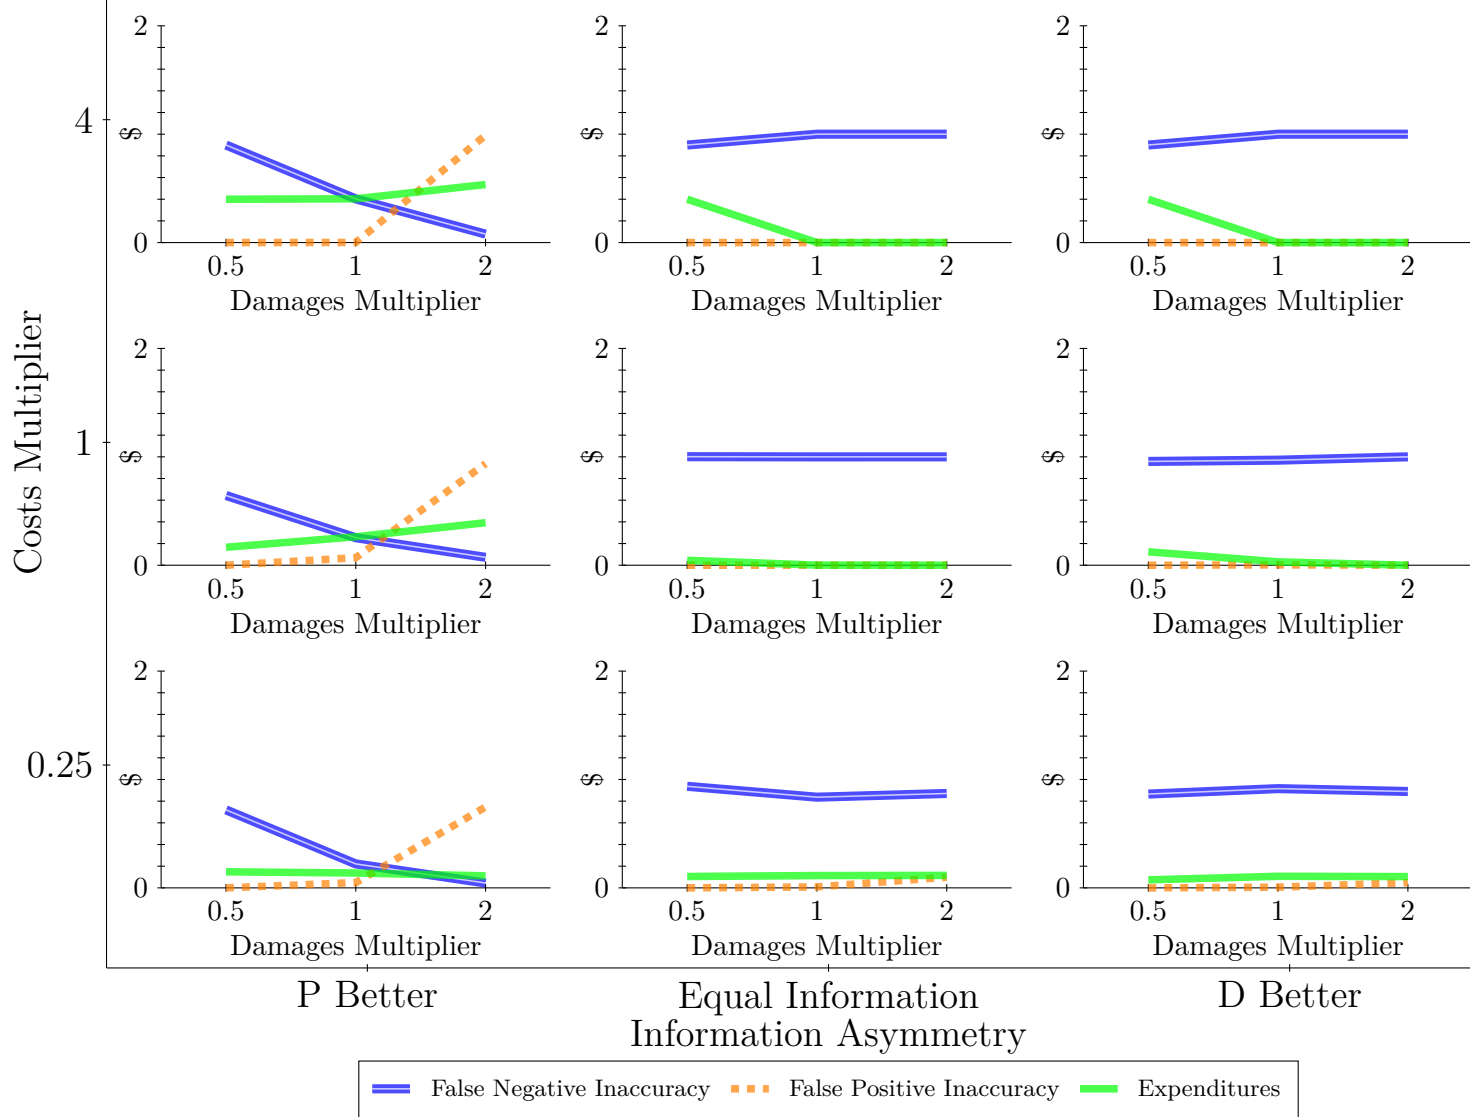 2
$
0
0.5 1 2
Damages Multiplier
2
$
0
0.5 1 2
Damages Multiplier
2
$
0
0.5 1 2
Damages Multiplier
4
2
$
0
0.5 1 2
Damages Multiplier
2
$
0
0.5 1 2
Damages Multiplier
2
$
0
0.5 1 2
Damages Multiplier
1
Costs Multiplier
2
$
0
0.5 1 2
Damages Multiplier
2
$
0
0.5 1 2
Damages Multiplier
2
$
0
0.5 1 2
Damages Multiplier
0.25
P Better
Equal Information
D Better
Information Asymmetry
False Negative Inaccuracy
False Positive Inaccuracy
Expenditures